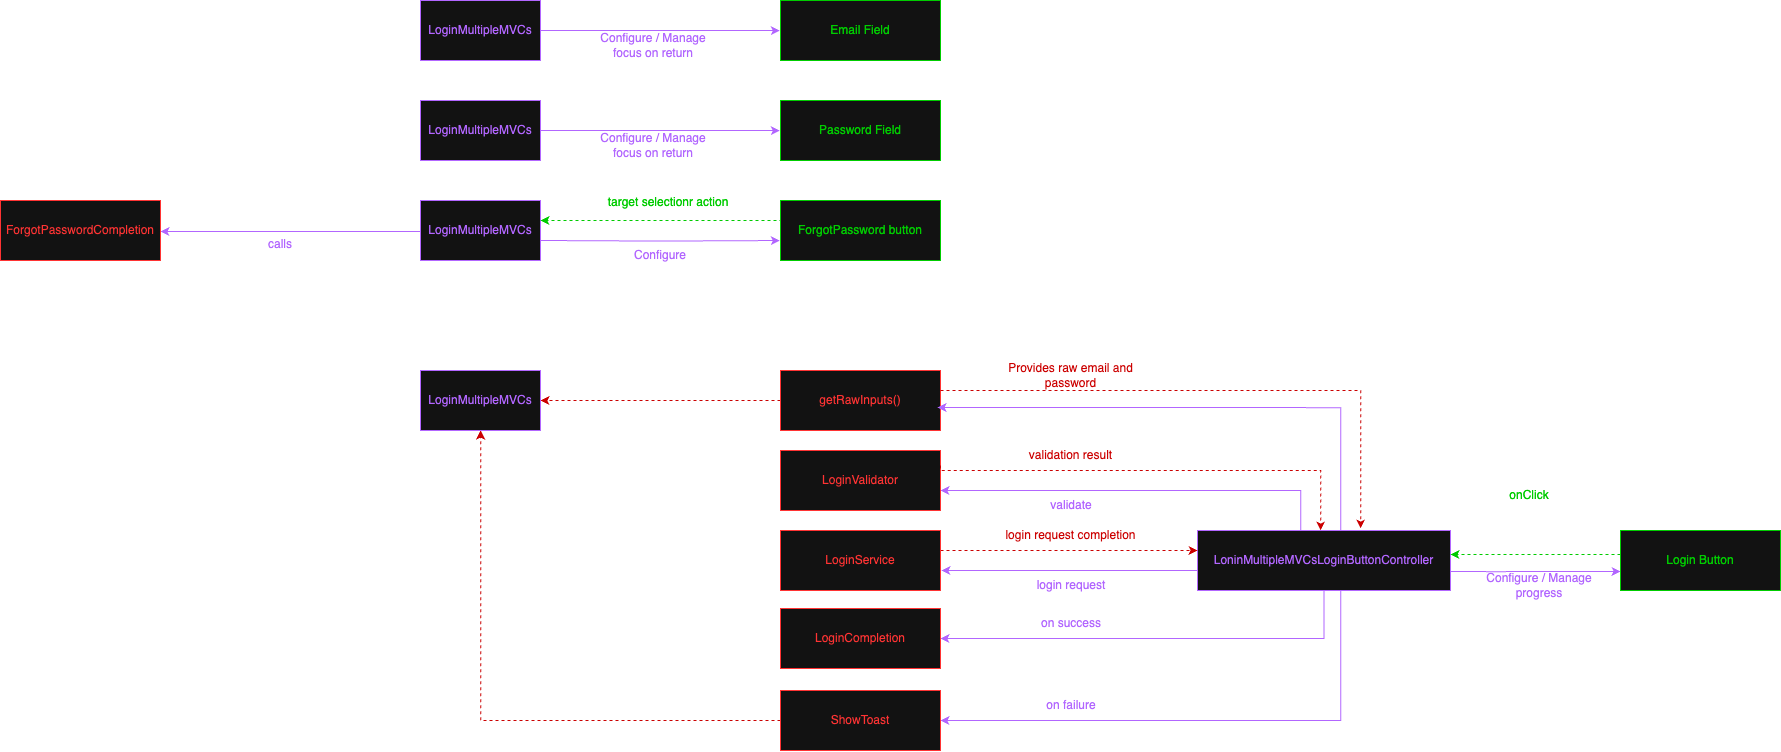 LoginMultipleMVCs
Configure / Manage
focus on return
Email Field
LoginMultipleMVCs
Configure / Manage
focus on return
Password Field
ForgotPasswordCompletion
calls
LoginMultipleMVCs
target selectionr action
Configure
ForgotPassword button
LoginMultipleMVCs
getRawInputs()
Provides raw email and
password
LoginValidator
validation result
validate
LoginService
login request completion
login request
LoninMultipleMVCsLoginButtonController
onClick
Configure / Manage
progress
Login Button
LoginCompletion
on success
ShowToast
on failure